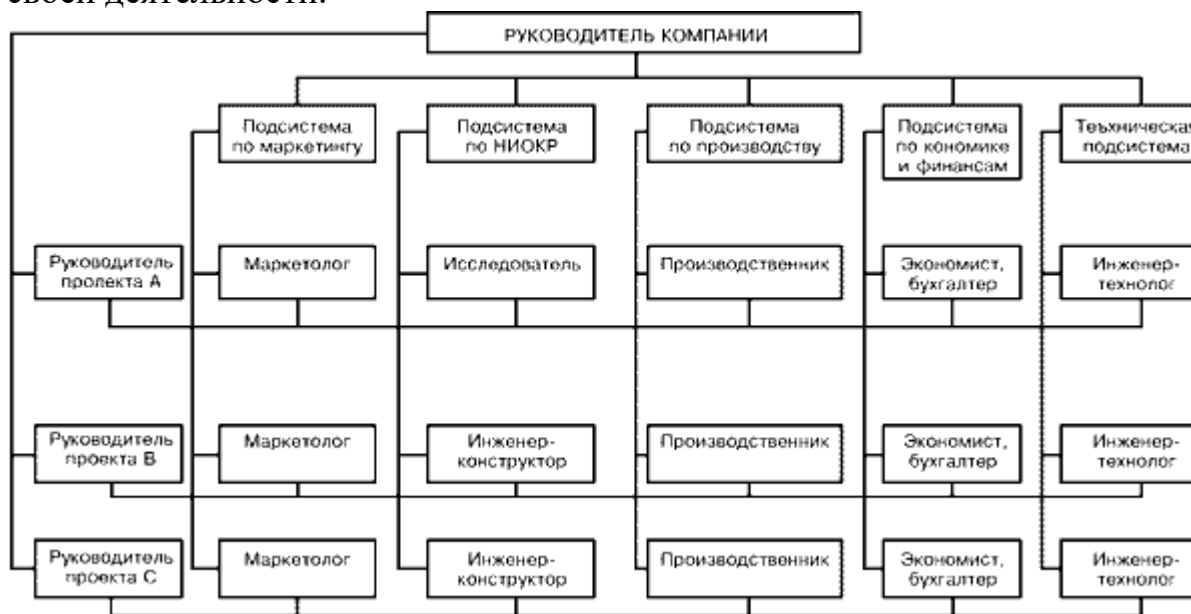 своей деятельности.
РУКОВОДИТЕЛЬ КОМПАНИИ
Подсистема
по маркетингу
Подсистема
по НИОКР
Подсистема
по производству
Подсистема
по кономике
и финансам
Теъхническая
подсистема
Руководитель
пролекта А
Маркетолог
Исследователь
Производственник
Экономист,
бухгалтер
Инженер-
технолог
Руководитель
проекта В
Маркетолог
Инженер-
конструктор
Производственник
Экономист,
бухгалтер
Инженер-
технолог
Руководитель
проекта С
Маркетолог
Инженер-
конструктор
Производственник
Экономист,
бухгалтер
Инженер-
технолог